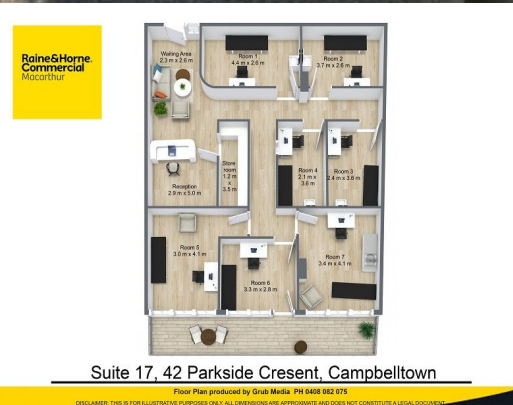 Raine&Horne.
Commercial
Macarthur
Waiting Area
2.3 m x 2.6 m
Room 1
4.4 m x 2.6 m
Room 2
3.7 m x 2.6 m
Store
room
1.2 m
x
3.5 m
Room 4
2.1 m x
3.6 m
Room 3
2.4 m x 3.6 m
Reception
2.9 m x 5.0 m
Room 5
3.0 m x 4.1 m
Room 6
3.3 m x 2.8 m
Room 7
3.4 m x 4.1 m
Suite 17, 42 Parkside Cresent, Campbelltown
Floor Plan produced by Grub Media PH 0408 082 075
DISCLAIMER: THIS IS FOR ILLUSTRATIVE PURPOSES ONLY. ALL DIMENSIONS ARE APPROXIMATE AND DOES NOT CONSTITUTE A LEGAL DOCUMENT